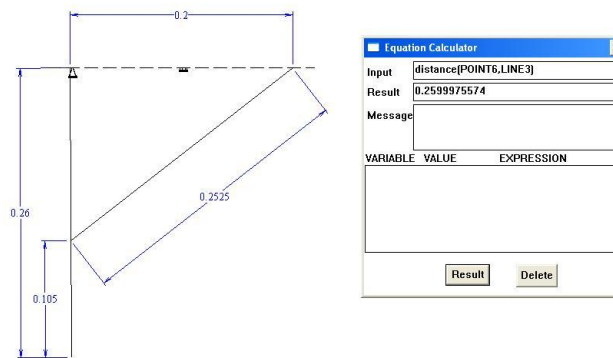 0.2
0.26
0.2525
0.105
Equation Calculator
Input distance(POINT6,LINE3)
Result 0.2599975574
Message
VARIABLE VALUE EXPRESSION
Result Delete